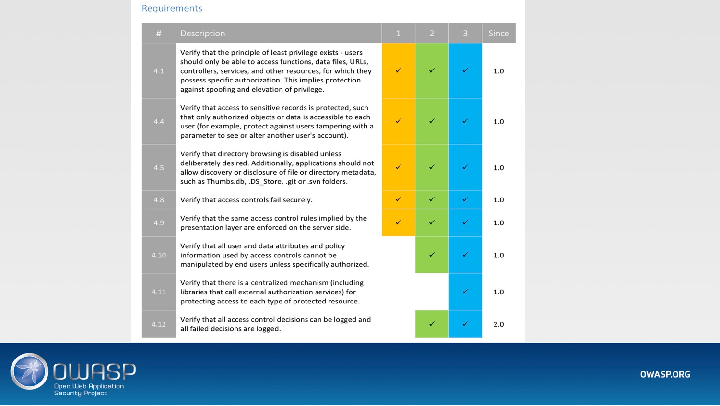 Requirements
# Description 1 2 3 Since
4.1 Verify that the principle of least privilege exists - users
should only be able to access functions, data files, URLs,
controllers, services, and other resources, for which they
possess specific authorization. This implies protection
against spoofing and elevation of privilege.
✓ ✓ ✓ 1.0
4.4 Verify that access to sensitive records is protected, such
that only authorized objects or data is accessible to each
user (for example, protect against users tampering with a
parameter to see or alter another user's account).
✓ ✓ ✓ 1.0
4.5 Verify that directory browsing is disabled unless
deliberately desired. Additionally, applications should not
allow discovery or disclosure of file or directory metadata,
such as Thumbs.db, .DS_Store, .git or .svn folders.
✓ ✓ ✓ 1.0
4.8 Verify that access controls fail securely. ✓ ✓ ✓ 1.0
4.9 Verify that the same access control rules implied by the
presentation layer are enforced on the server side.
✓ ✓ ✓ 1.0
4.10 Verify that all user and data attributes and policy
information used by access controls cannot be
manipulated by end users unless specifically authorized.
✓ ✓ 1.0
4.11 Verify that there is a centralized mechanism (including
libraries that call external authorization services) for
protecting access to each type of protected resource.
✓ 1.0
4.12 Verify that all access control decisions can be logged and
all failed decisions are logged.
✓ ✓ 2.0
OWASP
Open Web Application
Security Project
OWASP.ORG